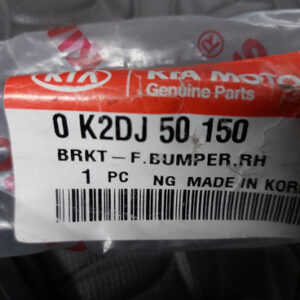 KIA
KIA MOTO
Genuine Parts
0 K2DJ 50 150
BRKT-F.BUMPER,RH
1 PC NG MADE IN KOR